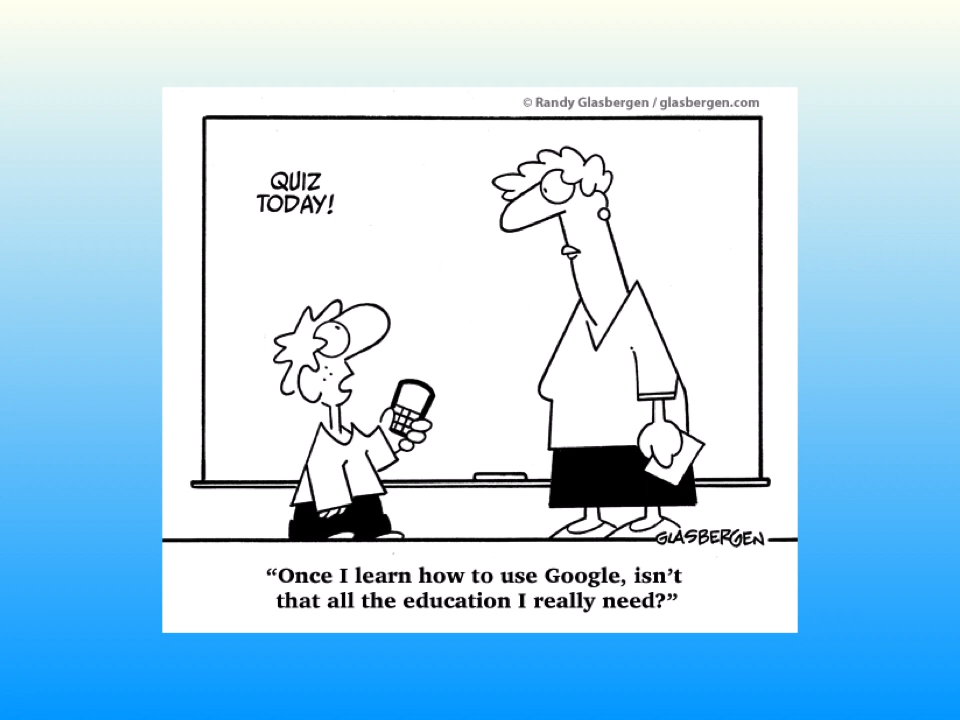 © Randy Glasbergen / glasbergen.com
QUIZ
TODAY!
GLASBERGEN
“Once I learn how to use Google, isn’t
that all the education I really need?”